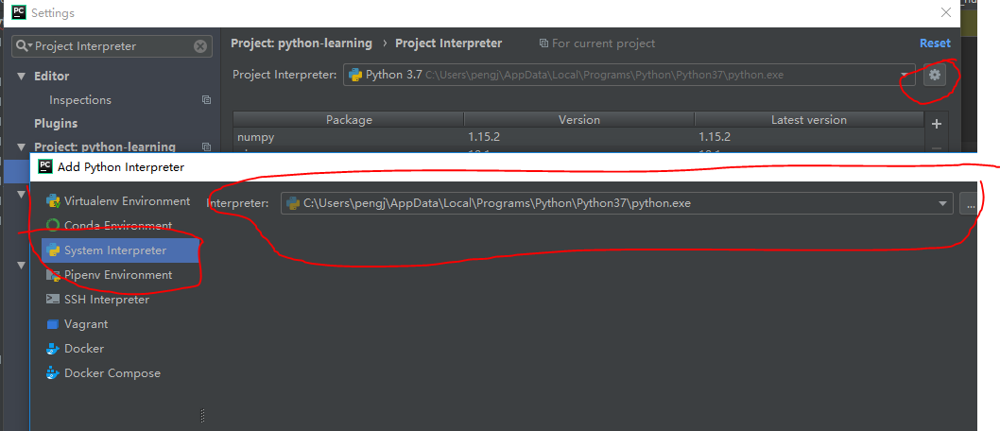 Settings
Project Interpreter
Project: python-learning › Project Interpreter For current project Reset
Editor
Project Interpreter: Python 3.7 C:\Users\pengj\AppData\Local\Programs\Python\Python37\python.exe
Inspections
Package Version Latest version
Plugins
numpy 1.15.2 1.15.2
Project: python-learning
Add Python Interpreter
Virtualenv Environment
Interpreter: C:\Users\pengj\AppData\Local\Programs\Python\Python37\python.exe ...
Conda Environment
System Interpreter
Pipenv Environment
SSH Interpreter
Vagrant
Docker
Docker Compose